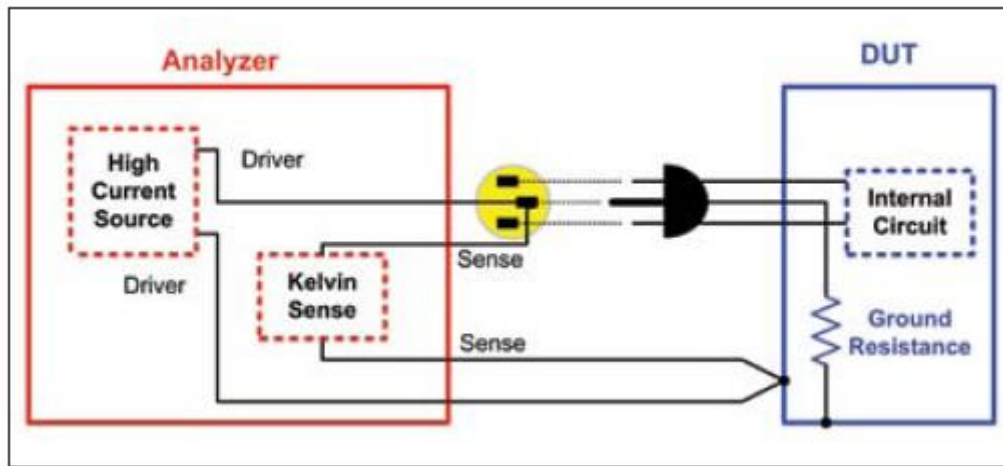 Analyzer
DUT
High
Current
Source
Driver
Internal
Circuit
Driver
Kelvin
Sense
Sense
Sense
Ground
Resistance